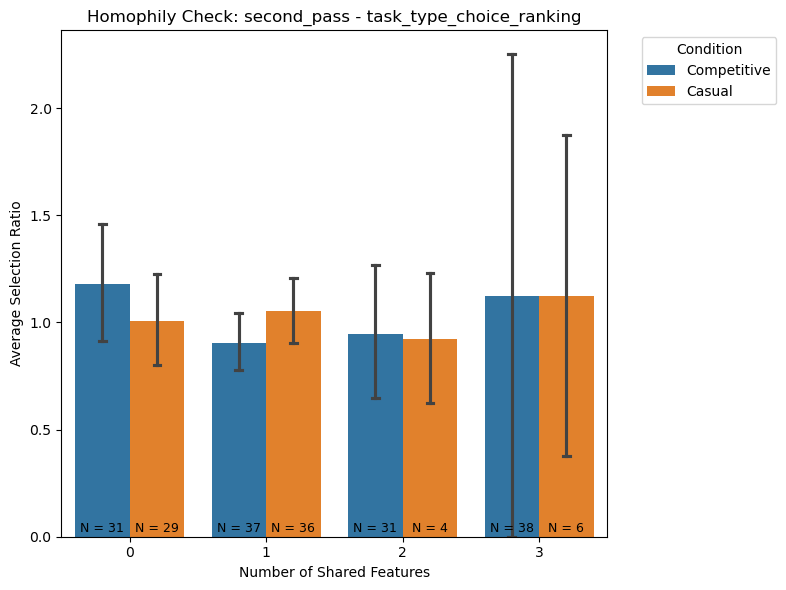 Homophily Check: second_pass - task_type_choice_ranking
Condition
Competitive
Casual
2.0
1.5
1.0
0.5
0.0
Average Selection Ratio
N = 31
N = 29
N = 37
N = 36
N = 31
N = 4
N = 38
N = 6
0
1
2
3
Number of Shared Features